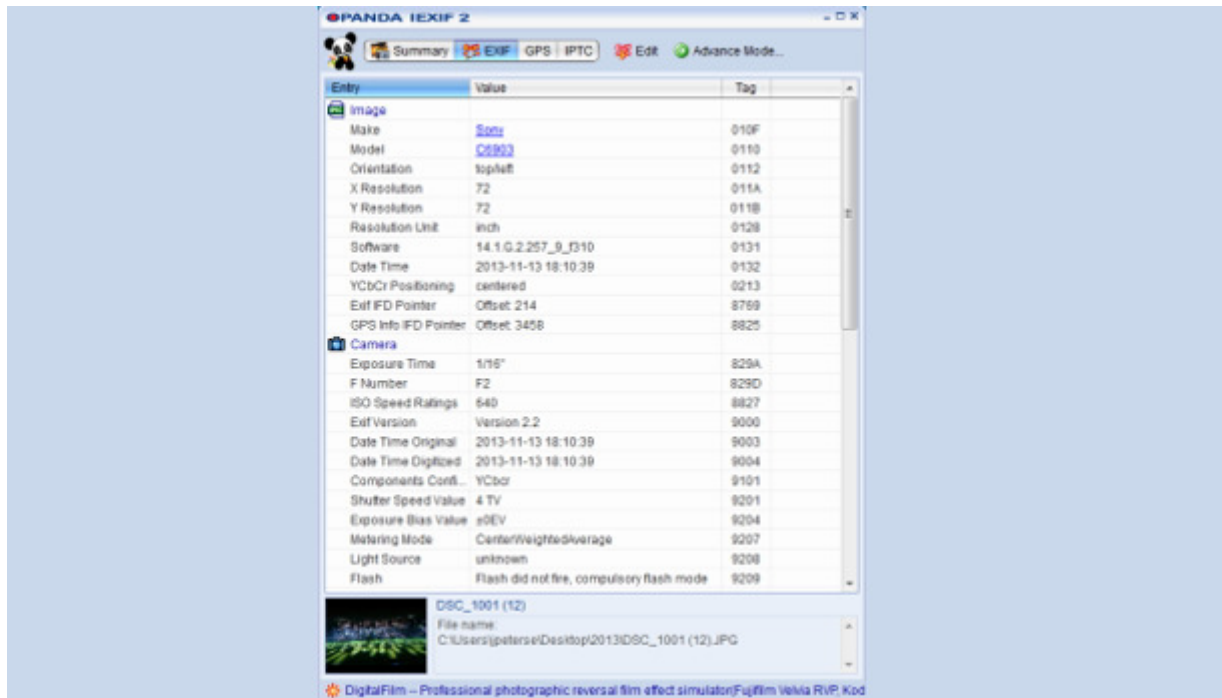 OPANDA IEXIF 2
Summary EXIF GPS IPTC Edit Advance Mode...
Entry Value Tag
Image
Make Sony 010F
Model C6903 0110
Orientation top/left 0112
X Resolution 72 011A
Y Resolution 72 011B
Resolution Unit inch 0128
Software 14.1.G.2.257_9_f310 0131
Date Time 2013-11-13 18:10:39 0132
YCbCr Positioning centered 0213
Exif IFD Pointer Offset: 214 8769
GPS Info IFD Pointer Offset: 3458 8825
Camera
Exposure Time 1/16" 829A
F Number F2 829D
ISO Speed Ratings 640 8827
Exif Version Version 2.2 9000
Date Time Original 2013-11-13 18:10:39 9003
Date Time Digitized 2013-11-13 18:10:39 9004
Components Confi... YCbcr 9101
Shutter Speed Value 4 TV 9201
Exposure Bias Value ±0EV 9204
Metering Mode CenterWeightedAverage 9207
Light Source unknown 9208
Flash Flash did not fire, compulsory flash mode 9209
DSC_1001 (12)
File name:
C:\Users\jpeterse\Desktop\2013\DSC_1001 (12).JPG
DigitalFilm -- Professional photographic reversal film effect simulator(Fujifilm Velvia RVP, Kod